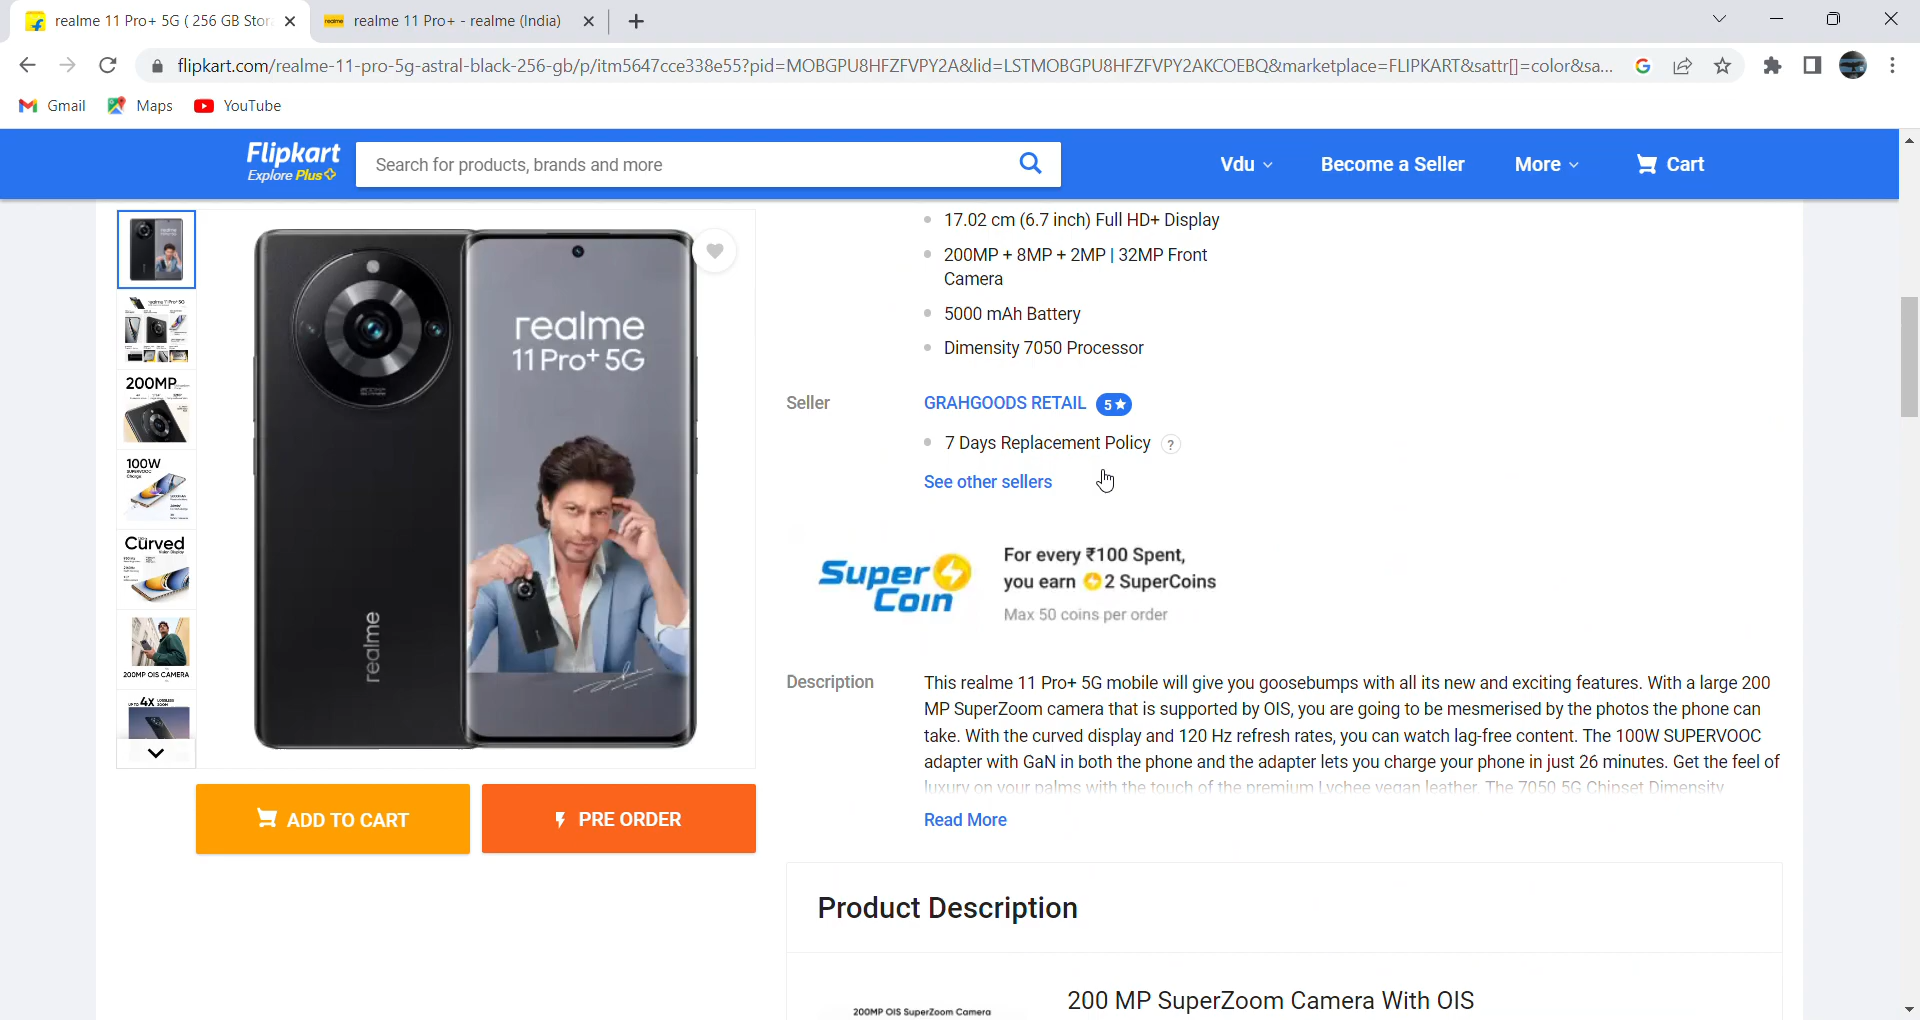 realme 11 Pro+ 5G ( 256 GB Stor
realme 11 Pro+ - realme (India)
flipkart.com/realme-11-pro-5g-astral-black-256-gb/p/itm5647cce338e55?pid=MOBGPU8HFZFVPY2A&lid=LSTMOBGPU8HFZFVPY2AKCOEBQ&marketplace=FLIPKART&sattr[]=color&sa...
Gmail
Maps
YouTube
Flipkart
Explore Plus
Search for products, brands and more
Vdu
Become a Seller
More
Cart
200MP
100W
Curved
200MP OIS CAMERA
4X
realme
11 Pro+ 5G
realme
ADD TO CART
PRE ORDER
17.02 cm (6.7 inch) Full HD+ Display
200MP + 8MP + 2MP | 32MP Front
Camera
5000 mAh Battery
Dimensity 7050 Processor
Seller
GRAHGOODS RETAIL 5★
7 Days Replacement Policy ?
See other sellers
Super Coin
For every ₹100 Spent,
you earn 2 SuperCoins
Max 50 coins per order
Description
This realme 11 Pro+ 5G mobile will give you goosebumps with all its new and exciting features. With a large 200
MP SuperZoom camera that is supported by OIS, you are going to be mesmerised by the photos the phone can
take. With the curved display and 120 Hz refresh rates, you can watch lag-free content. The 100W SUPERVOOC
adapter with GaN in both the phone and the adapter lets you charge your phone in just 26 minutes. Get the feel of
luxury on your palms with the touch of the premium Lychee vegan leather. The 7050 5G Chipset Dimensity
Read More
Product Description
200MP OIS SuperZoom Camera
200 MP SuperZoom Camera With OIS